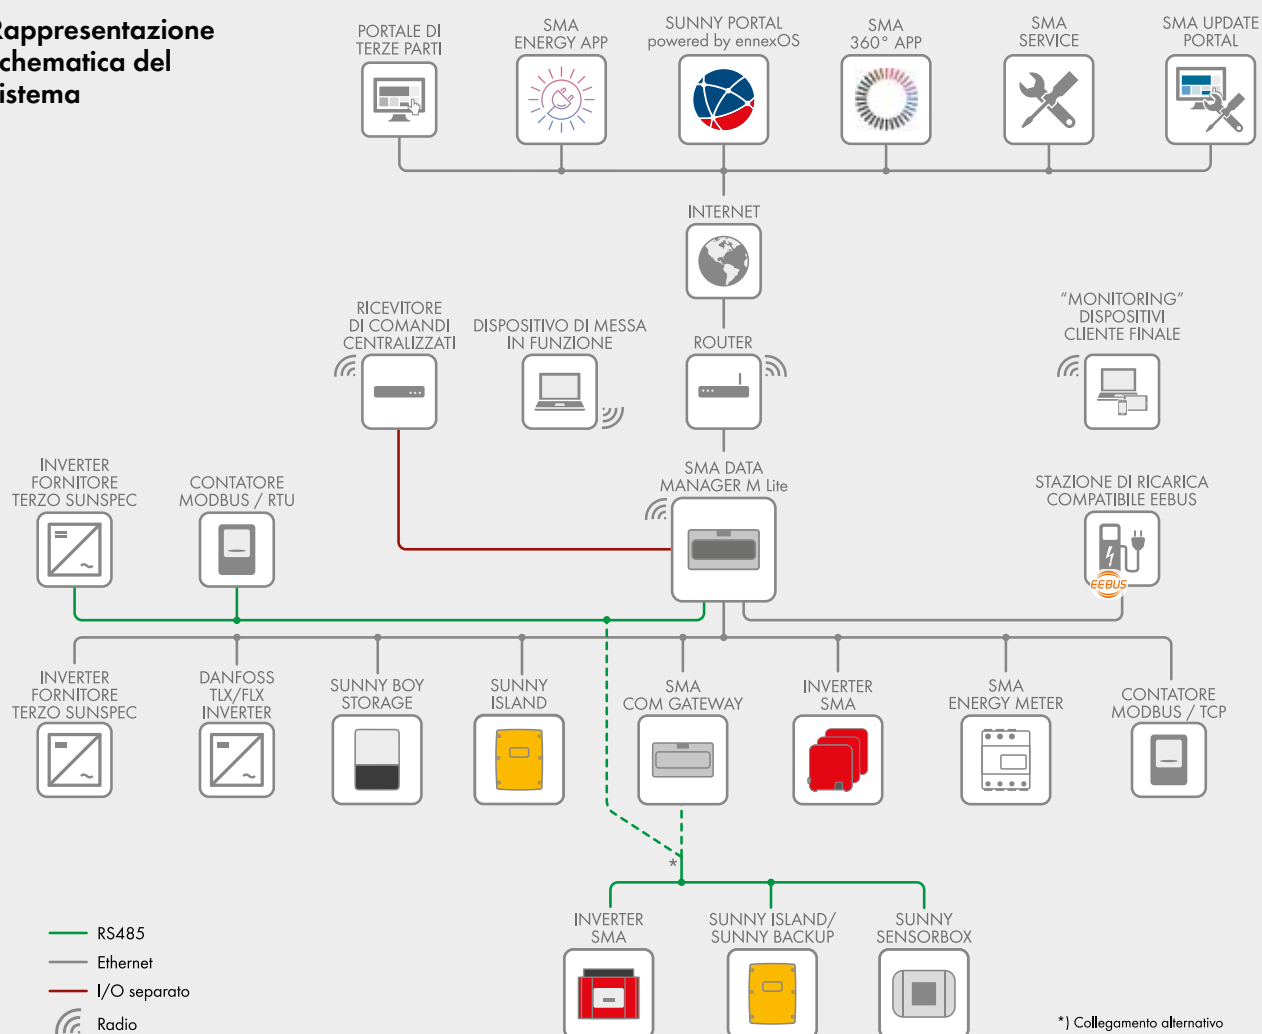 Rappresentazione
chematica del
istema
PORTALE DI
TERZE PARTI
SMA
ENERGY APP
SUNNY PORTAL
powered by ennexOS
SMA
360° APP
SMA
SERVICE
SMA UPDATE
PORTAL
INTERNET
RICEVITORE
DI COMANDI
CENTRALIZZATI
DISPOSITIVO DI MESSA
IN FUNZIONE
ROUTER
“MONITORING”
DISPOSITIVI
CLIENTE FINALE
INVERTER
FORNITORE
TERZO SUNSPEC
CONTATORE
MODBUS / RTU
SMA DATA
MANAGER M Lite
STAZIONE DI RICARICA
COMPATIBILE EEBUS
EEBUS
INVERTER
FORNITORE
TERZO SUNSPEC
DANFOSS
TLX/FLX
INVERTER
SUNNY BOY
STORAGE
SUNNY
ISLAND
SMA
COM GATEWAY
INVERTER
SMA
SMA
ENERGY METER
CONTATORE
MODBUS / TCP
*
INVERTER
SMA
SUNNY ISLAND/
SUNNY BACKUP
SUNNY
SENSORBOX
RS485
Ethernet
I/O separato
Radio
*) Collegamento alternativo